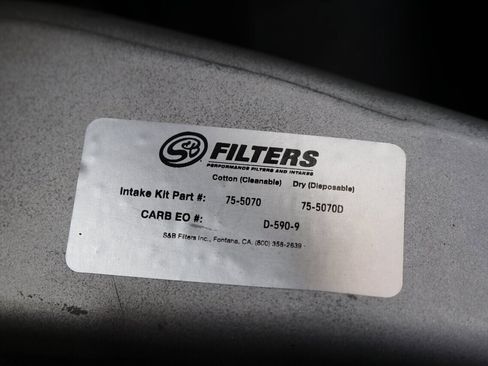 S&B FILTERS
PERFORMANCE FILTERS AND INTAKES
Cotton (Cleanable) Dry (Disposable)
Intake Kit Part #: 75-5070 75-5070D
CARB EO #: D-590-9
S&B Filters Inc., Fontana, CA. (800) 358-2639